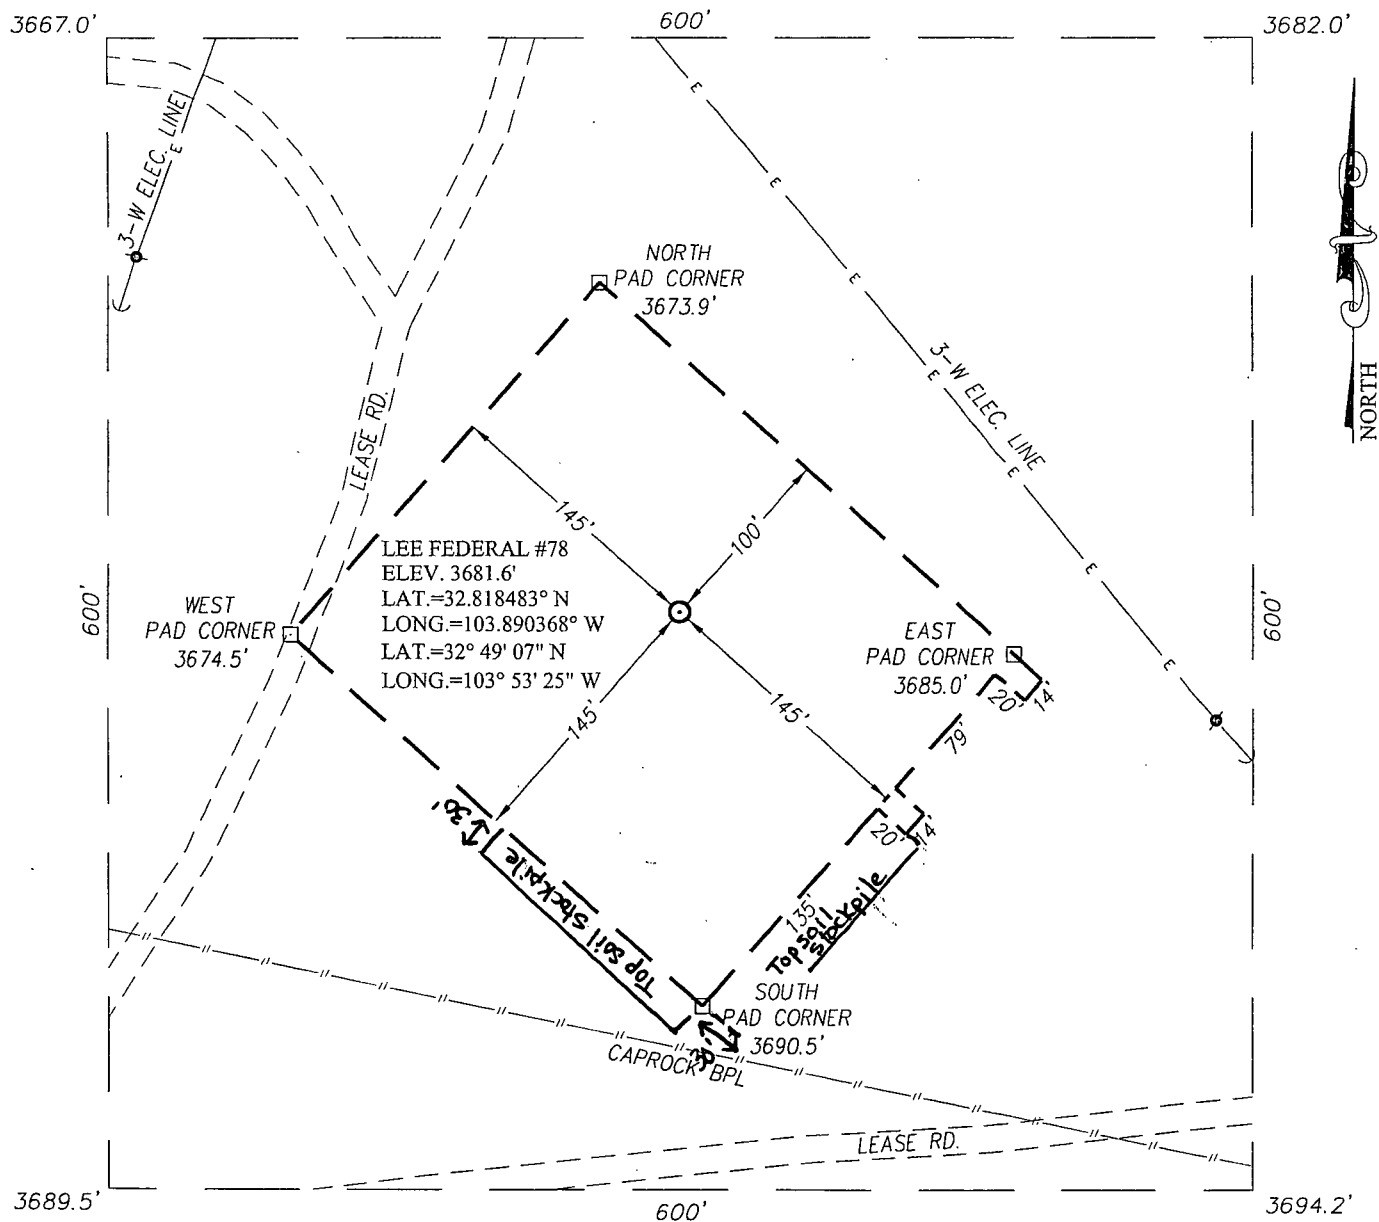 3667.0'
600'
3682.0'
3-W ELEC. LINE
E
E
E
E
NORTH
PAD CORNER
3673.9'
3-W ELEC. LINE
E
E
E
E
NORTH
LEASE RD.
145'
100'
LEE FEDERAL #78
ELEV. 3681.6'
LAT.=32.818483° N
LONG.=103.890368° W
LAT.=32° 49' 07" N
LONG.=103° 53' 25" W
600'
WEST
PAD CORNER
3674.5'
EAST
PAD CORNER
3685.0'
600'
20'
14'
145'
145'
79'
30'
20'
14'
Top Soil Stockpile
135'
Topsoil
stockpile
SOUTH
PAD CORNER
3690.5'
30'
CAPROCK BPL
LEASE RD.
3689.5'
600'
3694.2'